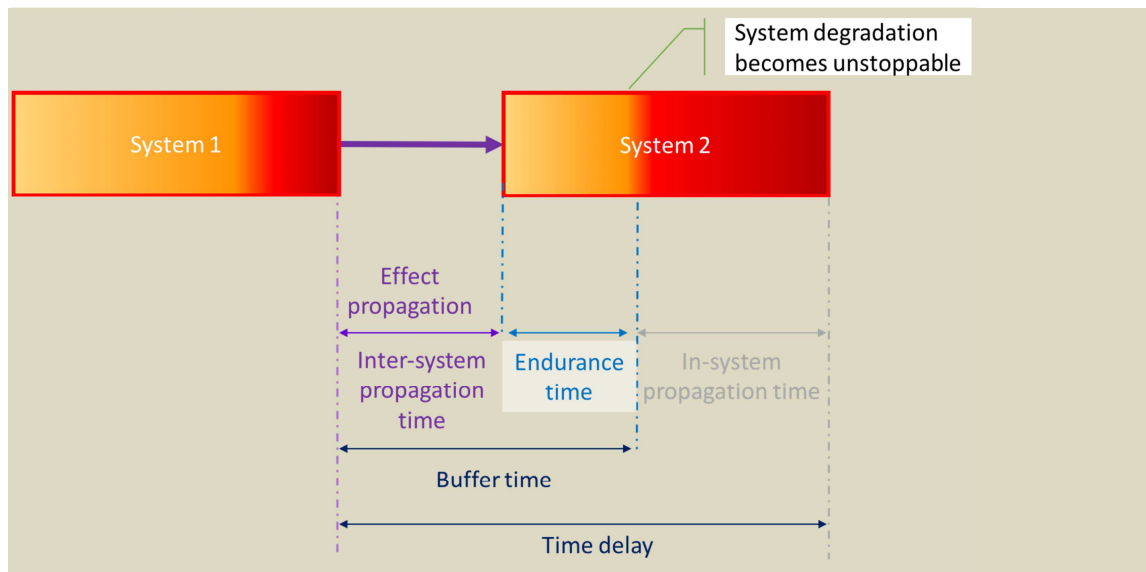 System degradation
becomes unstoppable
System 1
System 2
Effect
propagation
Inter-system
propagation
time
Endurance
time
In-system
propagation time
Buffer time
Time delay